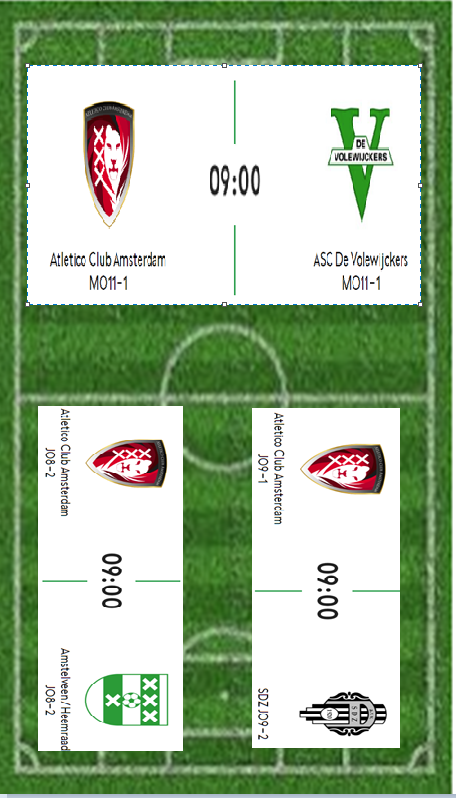 DE
VOLEWIJCKERS
09:00
Atletico Club Amsterdam
MO11-1
ASC De Volewijckers
MO11-1
Atletico Club Amsterdam
JO8-2
09:00
Amstelveen/Heemraad
JO8-2
Atletico Club Amsterdam
JO9-1
09:00
SDZ
SDZ JO9-2